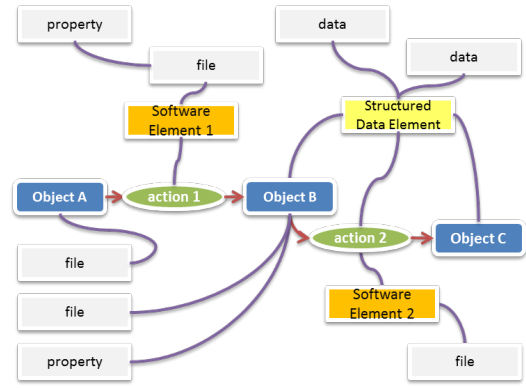 property
data
file
data
Software
Element 1
Structured
Data Element
Object A
action 1
Object B
action 2
Object C
file
file
Software
Element 2
property
file